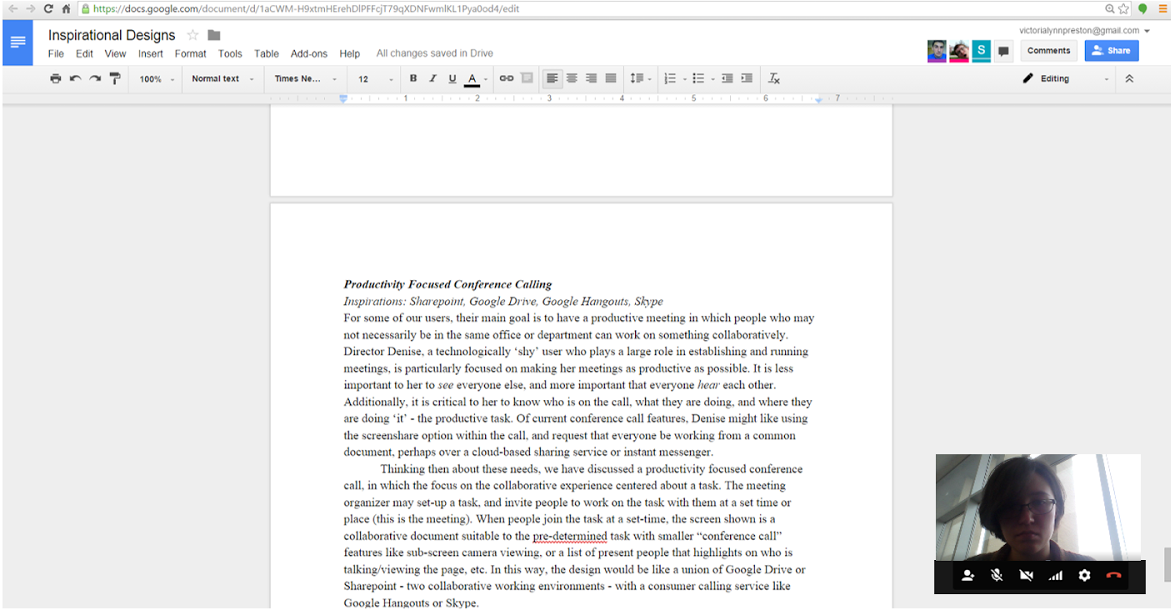 https://docs.google.com/document/d/1aCWM-H9xtmHErehDlPFFcjT79qXDNFwmlKL1Pya0od4/edit
Inspirational Designs
victorialynnpreston@gmail.com
File Edit View Insert Format Tools Table Add-ons Help All changes saved in Drive
S Comments Share
100% Normal text Times Ne... 12 B I U A Editing
1 2 3 4 5 6 7
Productivity Focused Conference Calling
Inspirations: Sharepoint, Google Drive, Google Hangouts, Skype
For some of our users, their main goal is to have a productive meeting in which people who may
not necessarily be in the same office or department can work on something collaboratively.
Director Denise, a technologically ‘shy’ user who plays a large role in establishing and running
meetings, is particularly focused on making her meetings as productive as possible. It is less
important to her to see everyone else, and more important that everyone hear each other.
Additionally, it is critical to her to know who is on the call, what they are doing, and where they
are doing ‘it’ - the productive task. Of current conference call features, Denise might like using
the screenshare option within the call, and request that everyone be working from a common
document, perhaps over a cloud-based sharing service or instant messenger.
Thinking then about these needs, we have discussed a productivity focused conference
call, in which the focus on the collaborative experience centered about a task. The meeting
organizer may set-up a task, and invite people to work on the task with them at a set time or
place (this is the meeting). When people join the task at a set-time, the screen shown is a
collaborative document suitable to the pre-determined task with smaller “conference call”
features like sub-screen camera viewing, or a list of present people that highlights on who is
talking/viewing the page, etc. In this way, the design would be like a union of Google Drive or
Sharepoint - two collaborative working environments - with a consumer calling service like
Google Hangouts or Skype.